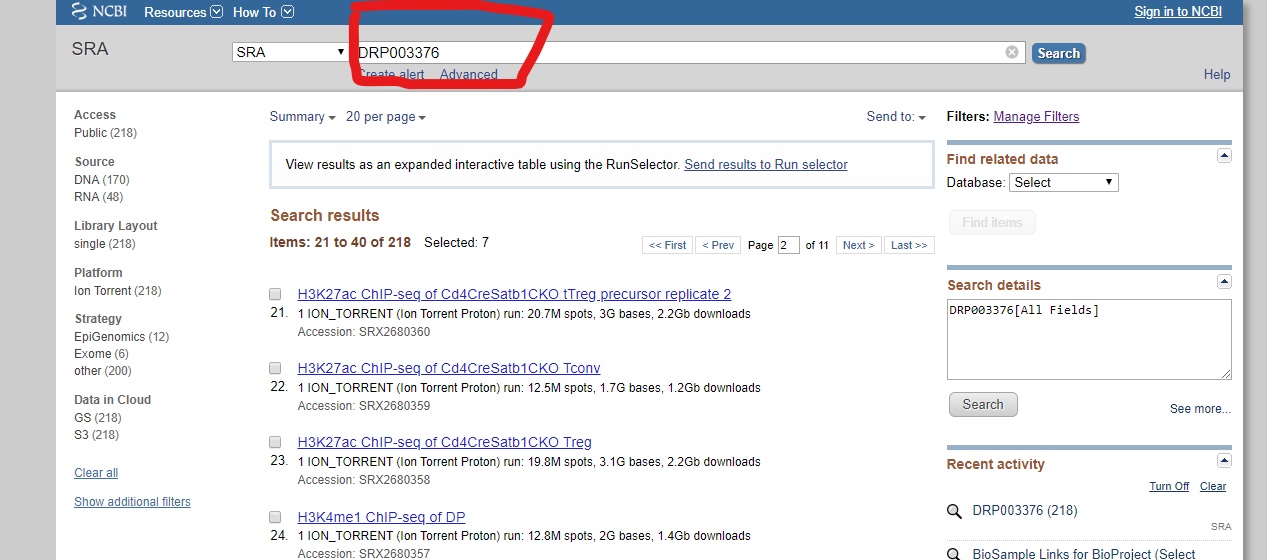 NCBI Resources How To Sign in to NCBI
SRA SRA DRP003376 Search
Create alert Advanced Help
Access
Public (218)
Source
DNA (170)
RNA (48)
Library Layout
single (218)
Platform
Ion Torrent (218)
Strategy
EpiGenomics (12)
Exome (6)
other (200)
Data in Cloud
GS (218)
S3 (218)
Clear all
Show additional filters
Summary 20 per page Send to:
View results as an expanded interactive table using the RunSelector. Send results to Run selector
Search results
Items: 21 to 40 of 218 Selected: 7 << First < Prev Page 2 of 11 Next > Last >>
H3K27ac ChIP-seq of Cd4CreSatb1CKO tTreg precursor replicate 2
21. 1 ION_TORRENT (Ion Torrent Proton) run: 20.7M spots, 3G bases, 2.2Gb downloads
Accession: SRX2680360
H3K27ac ChIP-seq of Cd4CreSatb1CKO Tconv
22. 1 ION_TORRENT (Ion Torrent Proton) run: 12.5M spots, 1.7G bases, 1.2Gb downloads
Accession: SRX2680359
H3K27ac ChIP-seq of Cd4CreSatb1CKO Treg
23. 1 ION_TORRENT (Ion Torrent Proton) run: 19.8M spots, 3.1G bases, 2.2Gb downloads
Accession: SRX2680358
H3K4me1 ChIP-seq of DP
24. 1 ION_TORRENT (Ion Torrent Proton) run: 12.8M spots, 2G bases, 1.4Gb downloads
Accession: SRX2680357
Filters: Manage Filters
Find related data
Database: Select
Find items
Search details
DRP003376[All Fields]
Search
See more...
Recent activity
Turn Off Clear
DRP003376 (218)
SRA
BioSample Links for BioProject (Select